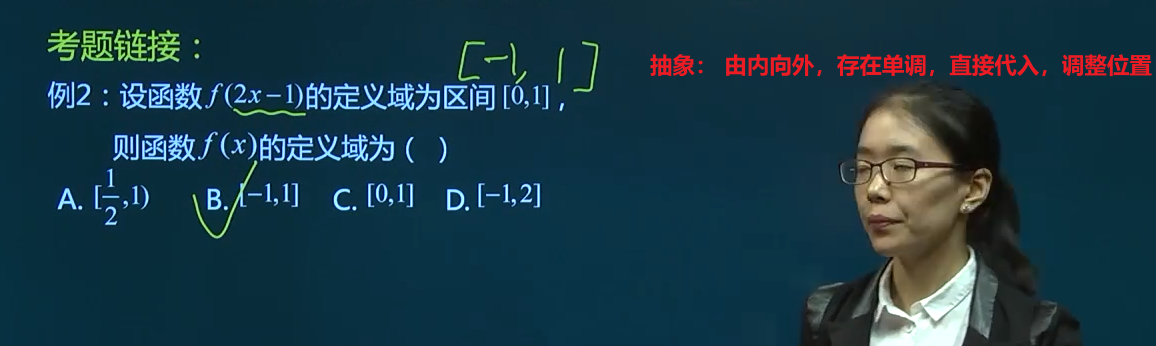 考题链接：
[-1, 1]
抽象： 由内向外，存在单调，直接代入，调整位置
例2：设函数 f(2x-1)的定义域为区间 [0,1]，
则函数 f(x)的定义域为（ ）
A. [1/2,1) B. [-1,1] C. [0,1] D. [-1,2]